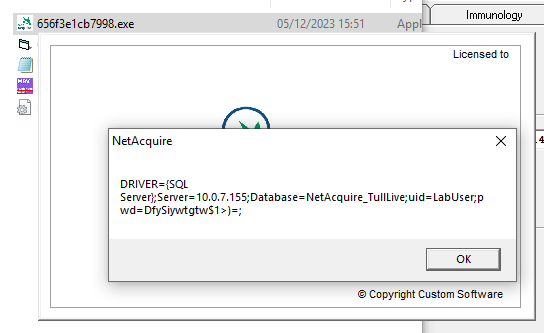 656f3e1cb7998.exe
05/12/2023 15:51
Appl
Immunology
Licensed to
NetAcquire
DRIVER={SQL
Server};Server=10.0.7.155;Database=NetAcquire_TullLive;uid=LabUser;p
wd=DfySiywtgtw$1>)=;
OK
© Copyright Custom Software